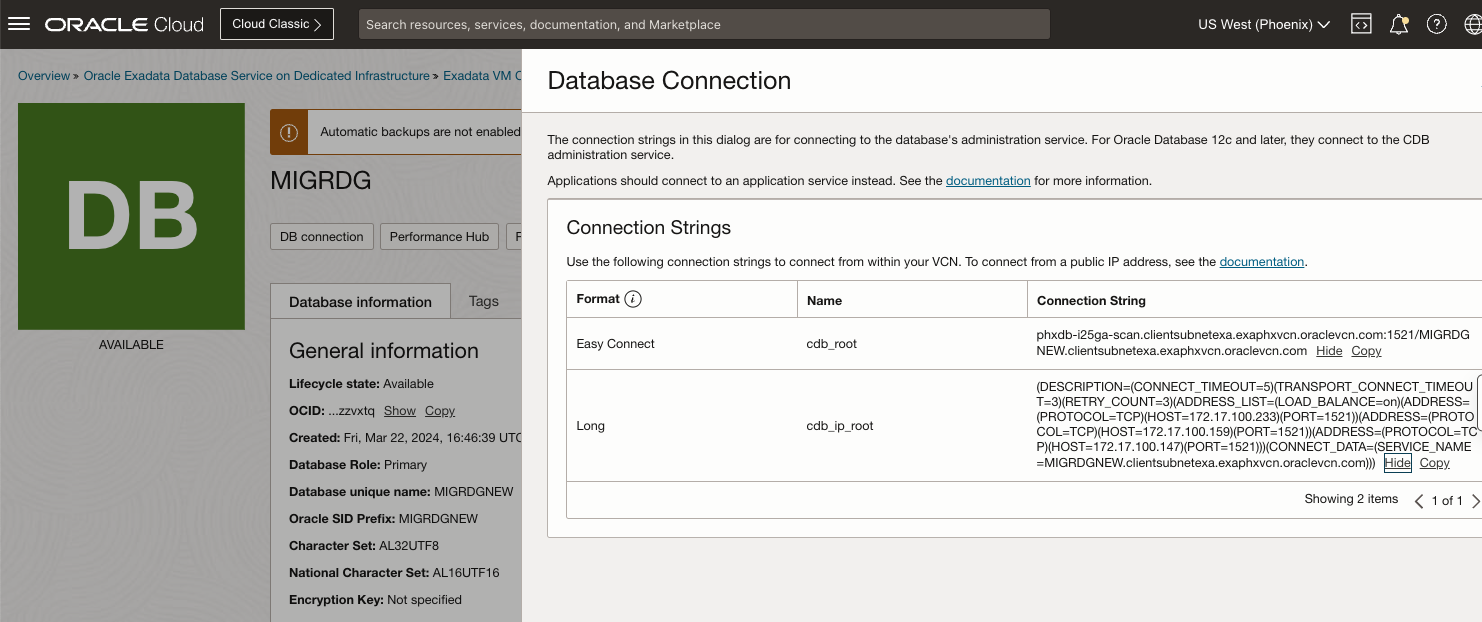 ORACLE Cloud
Cloud Classic
Search resources, services, documentation, and Marketplace
US West (Phoenix)
Overview » Oracle Exadata Database Service on Dedicated Infrastructure » Exadata VM
DB
AVAILABLE
Automatic backups are not enabled
MIGRDG
DB connection
Performance Hub
Database information
Tags
General information
Lifecycle state: Available
OCID: ...zzvxtq Show Copy
Created: Fri, Mar 22, 2024, 16:46:39 UTC
Database Role: Primary
Database unique name: MIGRDGNEW
Oracle SID Prefix: MIGRDGNEW
Character Set: AL32UTF8
National Character Set: AL16UTF16
Encryption Key: Not specified
Database Connection
The connection strings in this dialog are for connecting to the database's administration service. For Oracle Database 12c and later, they connect to the CDB
administration service.
Applications should connect to an application service instead. See the documentation for more information.
Connection Strings
Use the following connection strings to connect from within your VCN. To connect from a public IP address, see the documentation.
Format
Name
Connection String
Easy Connect
cdb_root
phxdb-i25ga-scan.clientsubnetexa.exaphxvcn.oraclevcn.com:1521/MIGRDG
NEW.clientsubnetexa.exaphxvcn.oraclevcn.com Hide Copy
Long
cdb_ip_root
(DESCRIPTION=(CONNECT_TIMEOUT=5)(TRANSPORT_CONNECT_TIMEOU
T=3)(RETRY_COUNT=3)(ADDRESS_LIST=(LOAD_BALANCE=on)(ADDRESS=
(PROTOCOL=TCP)(HOST=172.17.100.233)(PORT=1521))(ADDRESS=(PROTO
COL=TCP)(HOST=172.17.100.159)(PORT=1521))(ADDRESS=(PROTOCOL=TC
P)(HOST=172.17.100.147)(PORT=1521)))(CONNECT_DATA=(SERVICE_NAME
=MIGRDGNEW.clientsubnetexa.exaphxvcn.oraclevcn.com))) Hide Copy
Showing 2 items
1 of 1